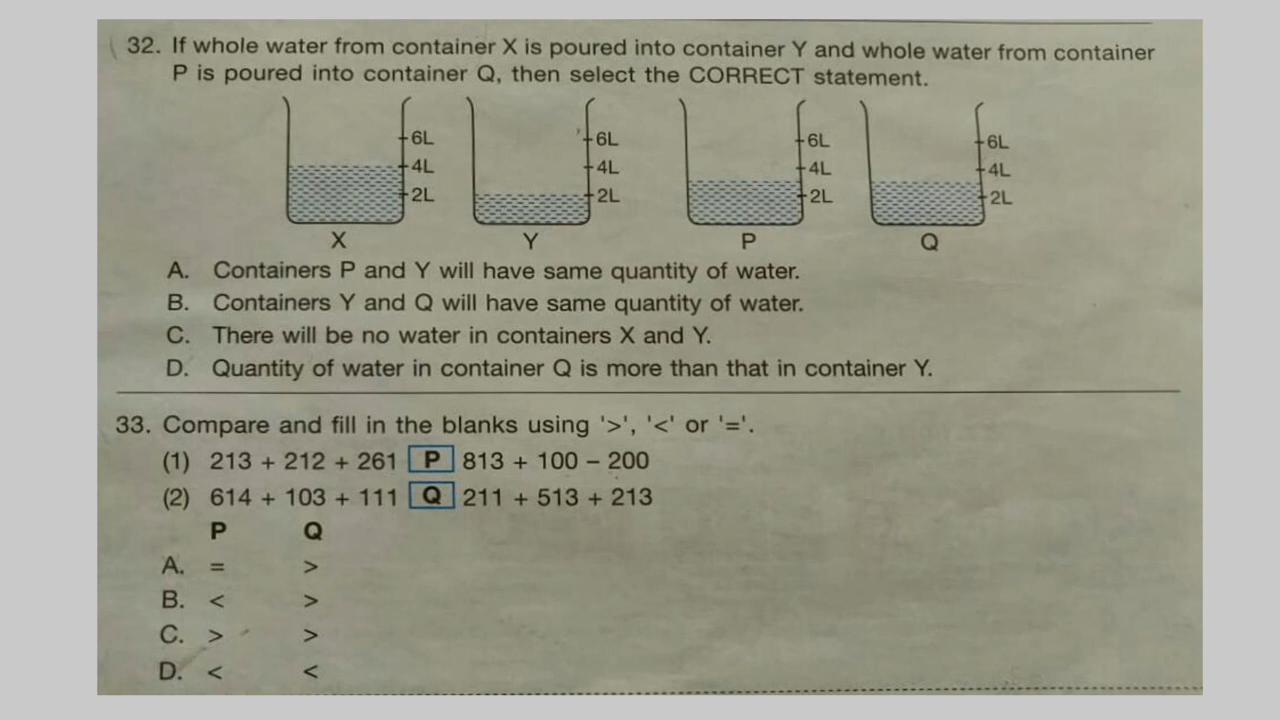 32. If whole water from container X is poured into container Y and whole water from container
P is poured into container Q, then select the CORRECT statement.
6L 6L 6L 6L
4L 4L 4L 4L
2L 2L 2L 2L
X Y P Q
A. Containers P and Y will have same quantity of water.
B. Containers Y and Q will have same quantity of water.
C. There will be no water in containers X and Y.
D. Quantity of water in container Q is more than that in container Y.
33. Compare and fill in the blanks using '>', '<' or '='.
(1) 213 + 212 + 261 P 813 + 100 – 200
(2) 614 + 103 + 111 Q 211 + 513 + 213
P Q
A. = >
B. < >
C. > >
D. < <